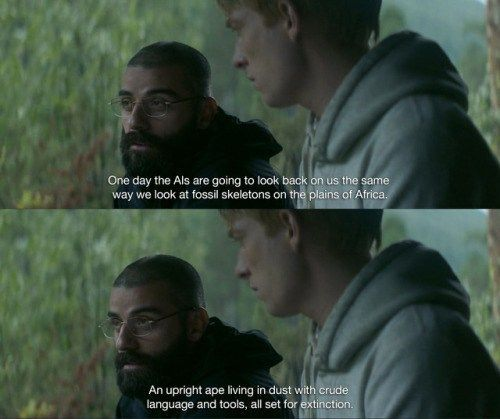 One day the AIs are going to look back on us the same
way we look at fossil skeletons on the plains of Africa.
An upright ape living in dust with crude
language and tools, all set for extinction.